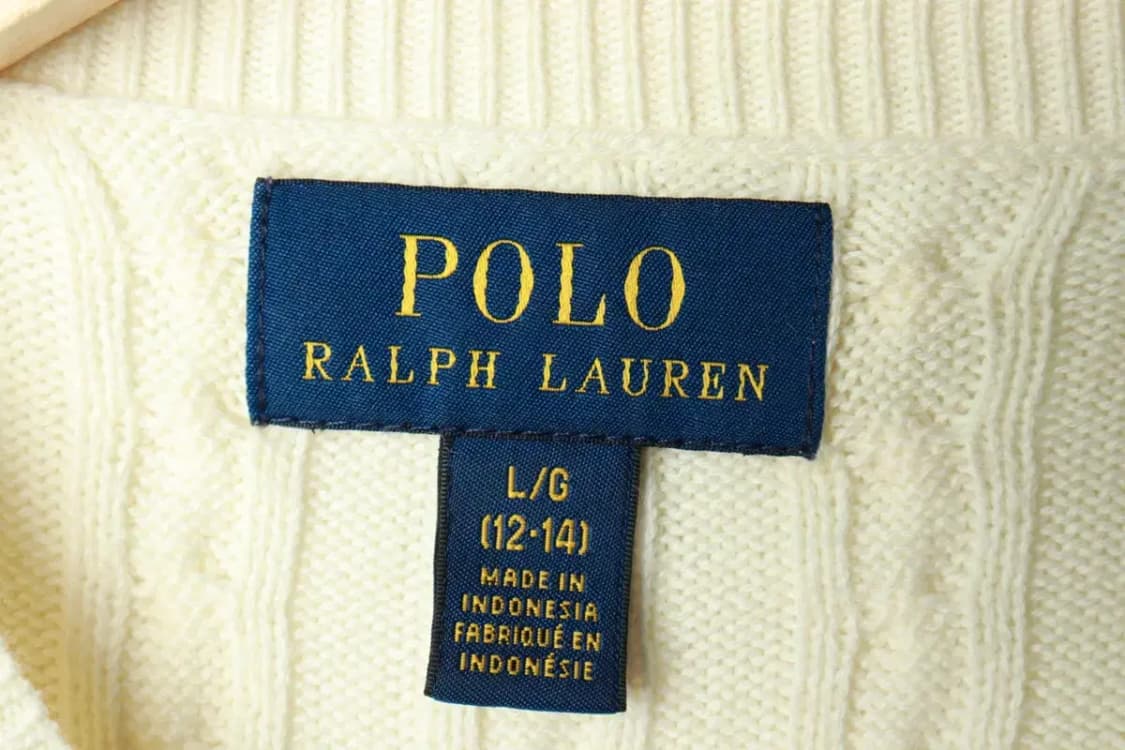 POLO
RALPH LAUREN
L/G
(12·14)
MADE IN
INDONESIA
FABRIQUÉ EN
INDONÉSIE